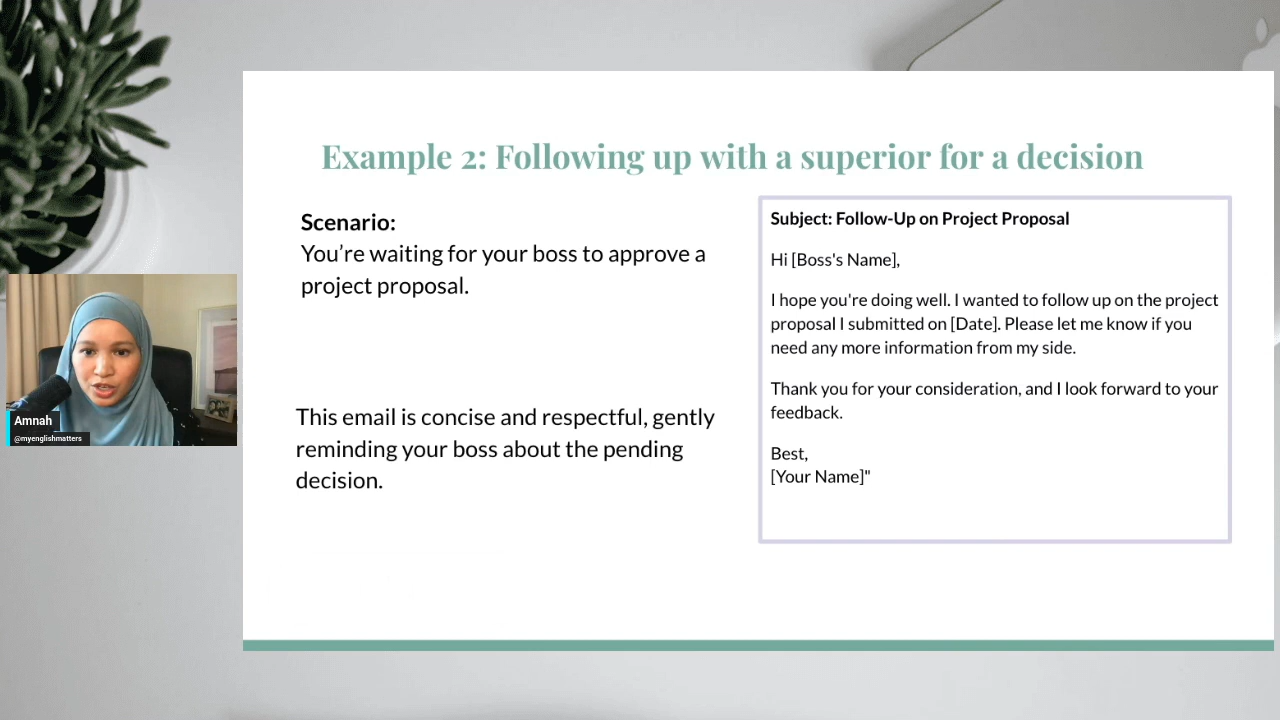 Example 2: Following up with a superior for a decision
Scenario:
You’re waiting for your boss to approve a
project proposal.
This email is concise and respectful, gently
reminding your boss about the pending
decision.
Subject: Follow-Up on Project Proposal
Hi [Boss's Name],
I hope you're doing well. I wanted to follow up on the project
proposal I submitted on [Date]. Please let me know if you
need any more information from my side.
Thank you for your consideration, and I look forward to your
feedback.
Best,
[Your Name]"
Amnah
@myenglishmatters